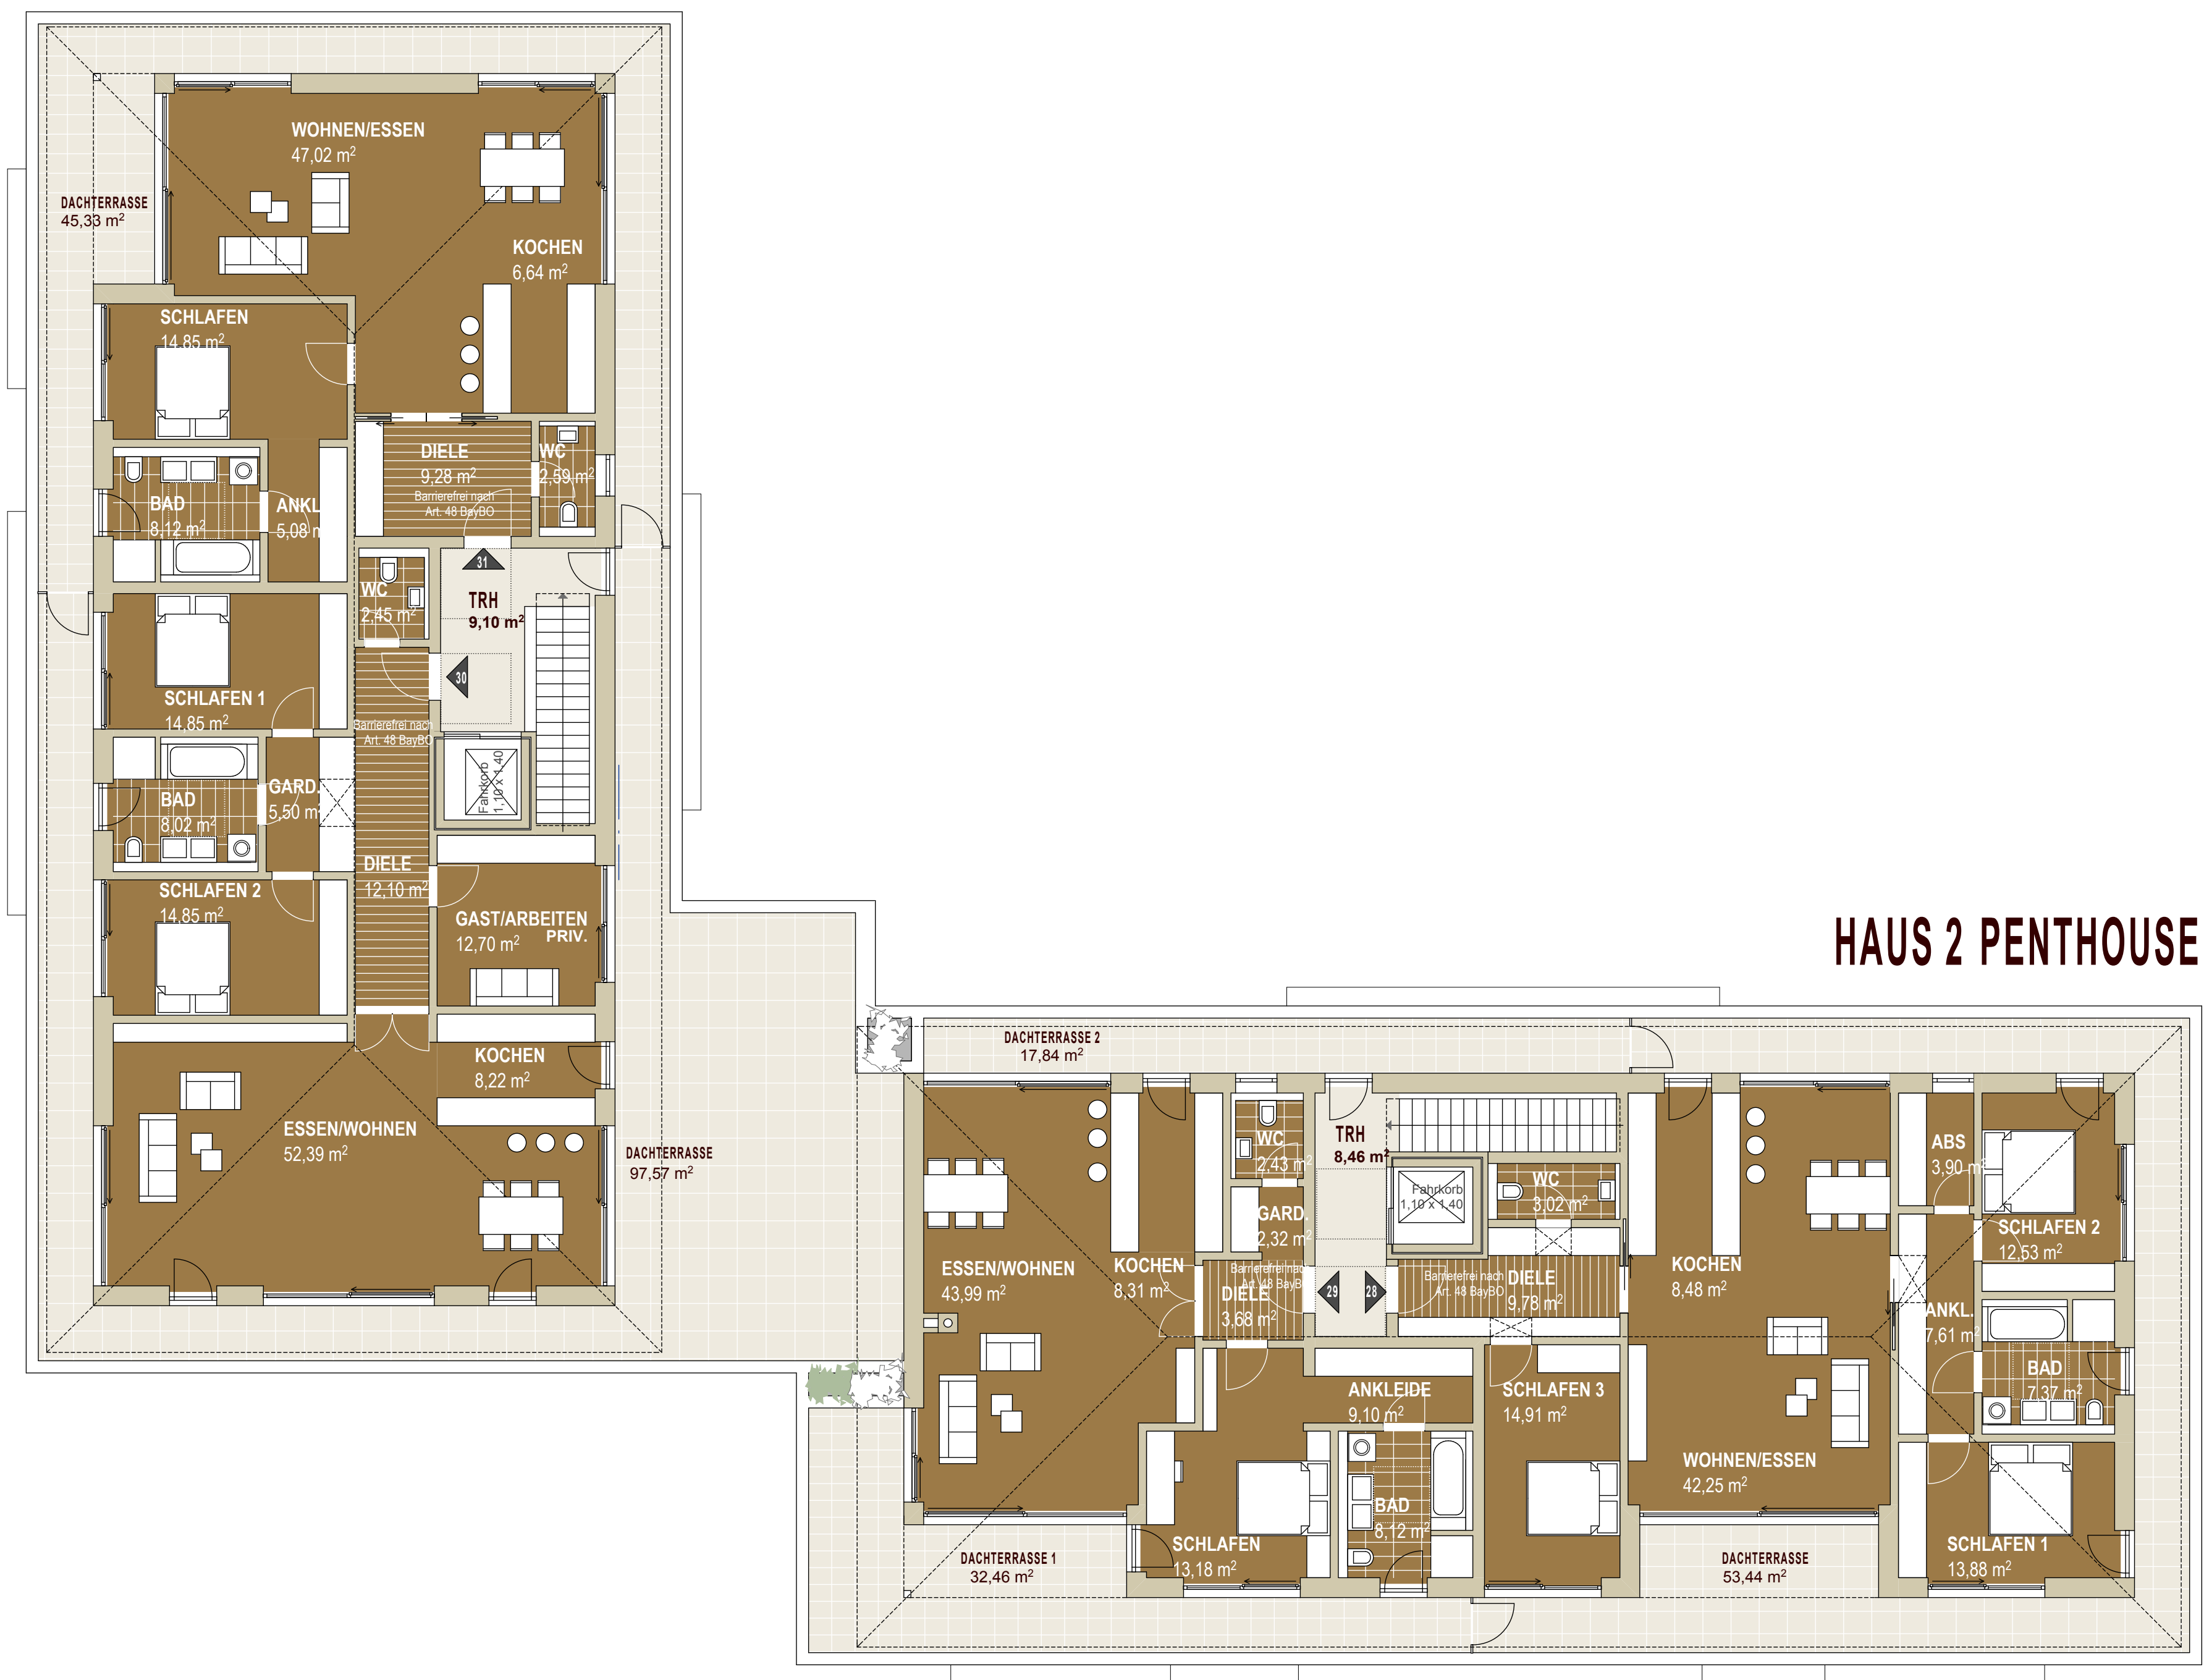 WOHNEN/ESSEN
47,02 m²
DACHTERRASSE
45,33 m²
KOCHEN
6,64 m²
SCHLAFEN
14,85 m²
DIELE
9,28 m²
Barrierefrei nach
Art. 48 BayBO
WC
2,59 m²
BAD
8,12 m²
ANKL
5,08 m
31
WC
2,45 m²
TRH
9,10 m²
30
SCHLAFEN 1
14,85 m²
Barrierefrei nach
Art. 48 BayBO
Fahrkorb
1,10 x 1,40
BAD
8,02 m²
GARD.
5,50 m²
DIELE
12,10 m²
SCHLAFEN 2
14,85 m²
GAST/ARBEITEN
PRIV.
12,70 m²
HAUS 2 PENTHOUSE
KOCHEN
8,22 m²
ESSEN/WOHNEN
52,39 m²
DACHTERRASSE
97,57 m²
DACHTERRASSE 2
17,84 m²
WC
2,43 m²
TRH
8,46 m²
Fahrkorb
1,10 x 1,40
WC
3,02 m²
ABS
3,90 m²
GARD.
2,32 m²
SCHLAFEN 2
12,53 m²
ESSEN/WOHNEN
43,99 m²
KOCHEN
8,31 m²
Barrierefrei nac
Art. 48 BayB
DIELE
3,68 m²
29
28
Barrierefrei nach
Art. 48 BayBO
DIELE
9,78 m²
KOCHEN
8,48 m²
ANKL.
7,61 m²
BAD
7,37 m²
ANKLEIDE
9,10 m²
SCHLAFEN 3
14,91 m²
WOHNEN/ESSEN
42,25 m²
BAD
8,12 m²
SCHLAFEN
13,18 m²
DACHTERRASSE 1
32,46 m²
DACHTERRASSE
53,44 m²
SCHLAFEN 1
13,88 m²